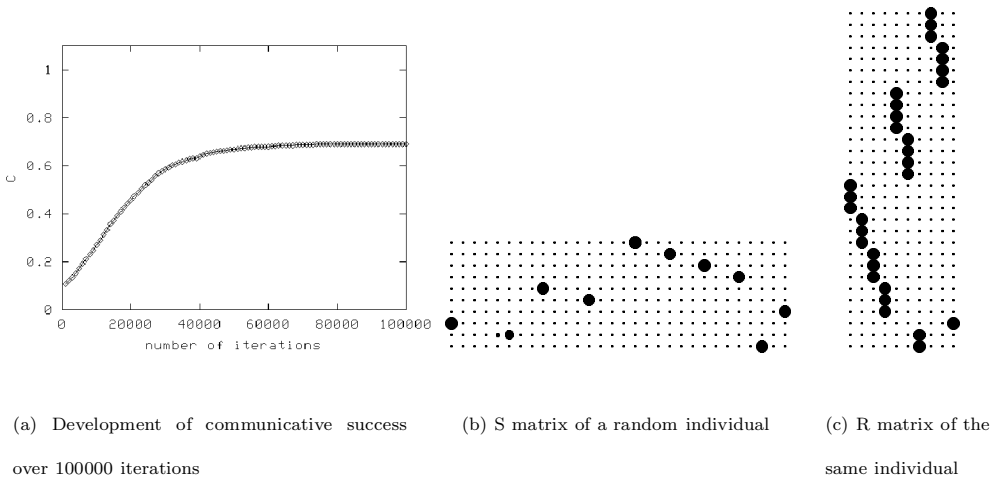 1
0.8
0.6
C
0.4
0.2
0
0 20000 40000 60000 80000 100000
number of iterations
(a) Development of communicative success
over 100000 iterations
(b) S matrix of a random individual
(c) R matrix of the
same individual